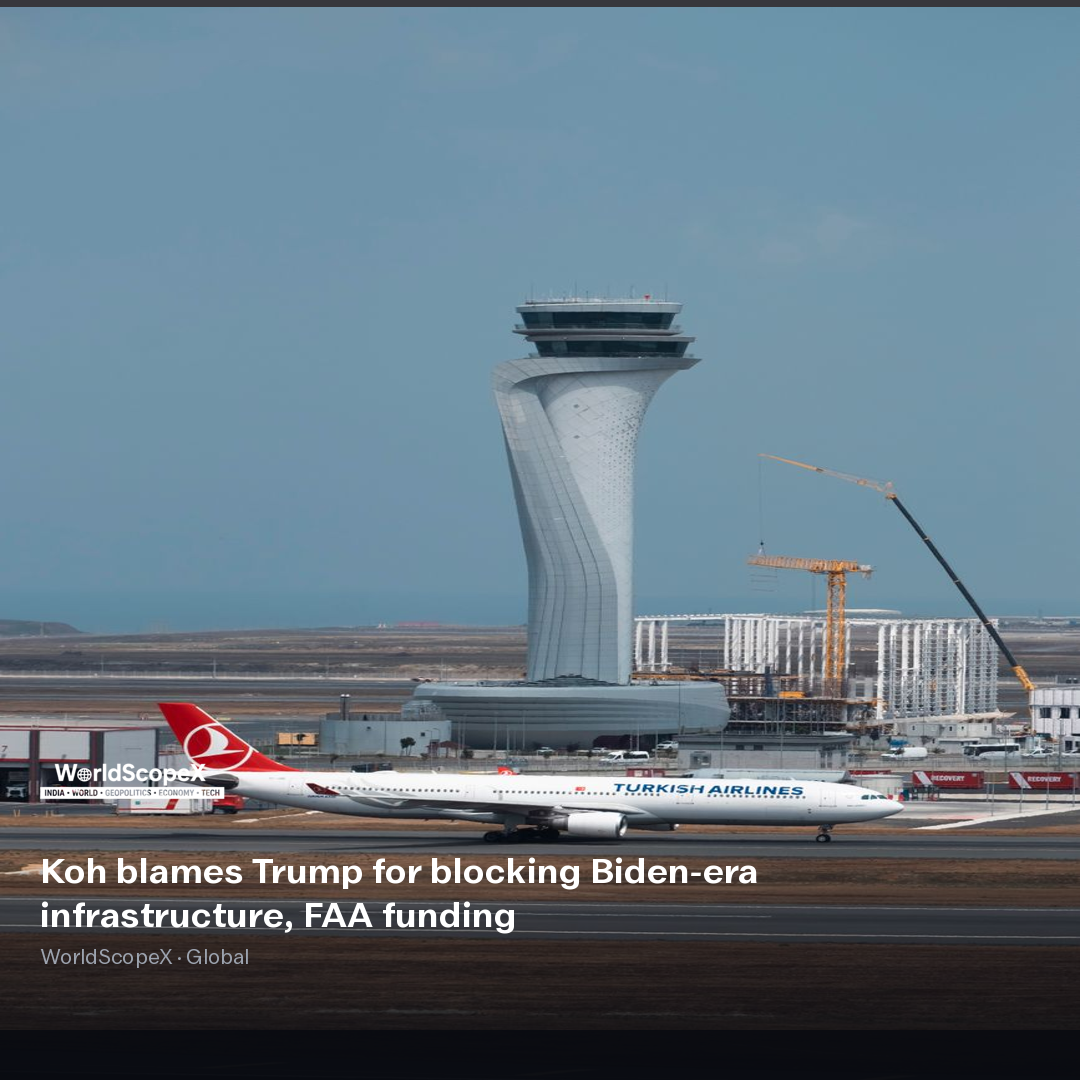 TURKISH AIRLINES
RECOVERY
RECOVERY
7
WorldScopeX
INDIA • WORLD • GEOPOLITICS • ECONOMY • TECH
Koh blames Trump for blocking Biden-era
infrastructure, FAA funding
WorldScopeX · Global